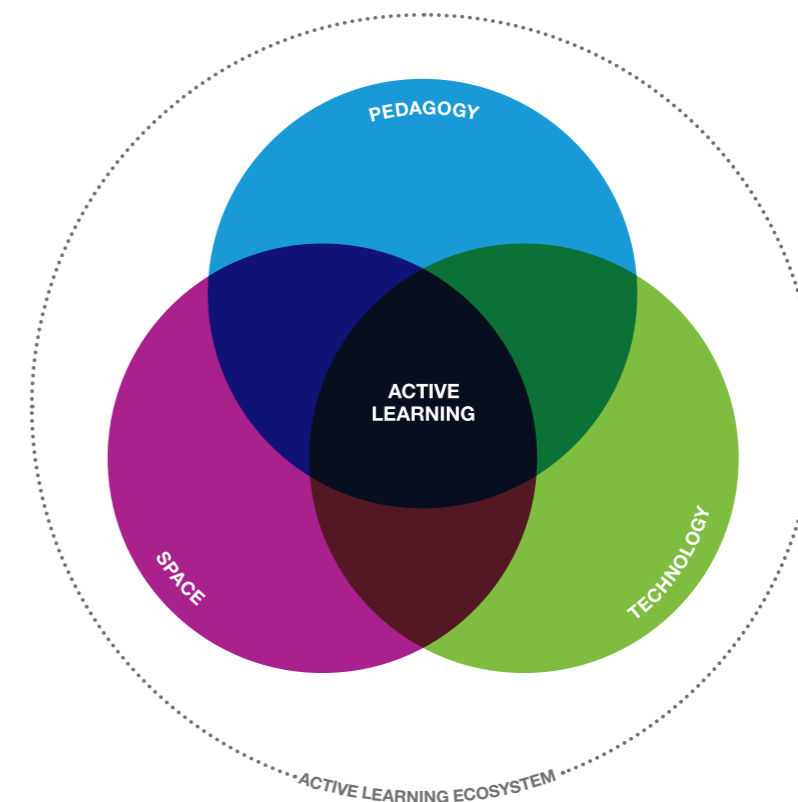 PEDAGOGY
ACTIVE
LEARNING
SPACE
TECHNOLOGY
ACTIVE LEARNING ECOSYSTEM